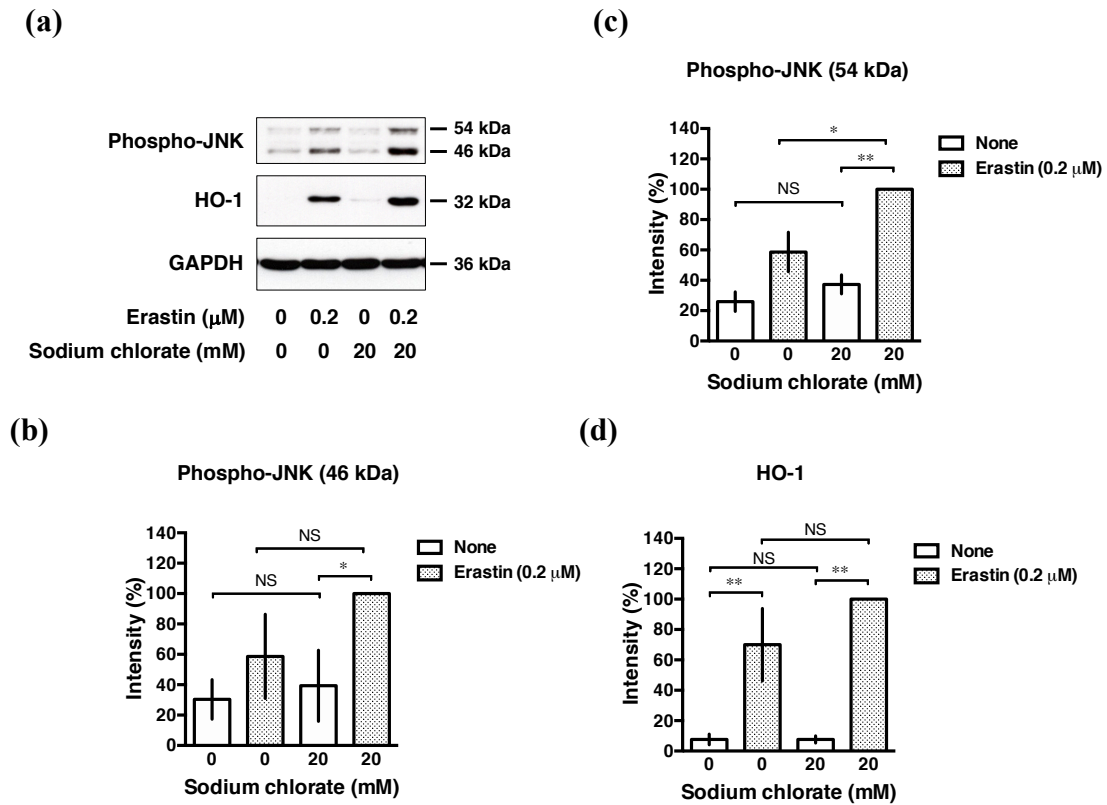 (a)
Phospho-JNK
54 kDa
46 kDa
HO-1
32 kDa
GAPDH
36 kDa
Erastin (μM) 0 0.2 0 0.2
Sodium chlorate (mM) 0 0 20 20
(c)
Phospho-JNK (54 kDa)
None
Erastin (0.2 μM)
*
**
NS
Intensity (%)
140
120
100
80
60
40
20
0
0 0 20 20
Sodium chlorate (mM)
(b)
Phospho-JNK (46 kDa)
None
Erastin (0.2 μM)
NS
NS
*
Intensity (%)
140
120
100
80
60
40
20
0
0 0 20 20
Sodium chlorate (mM)
(d)
HO-1
None
Erastin (0.2 μM)
NS
NS
** **
Intensity (%)
140
120
100
80
60
40
20
0
0 0 20 20
Sodium chlorate (mM)